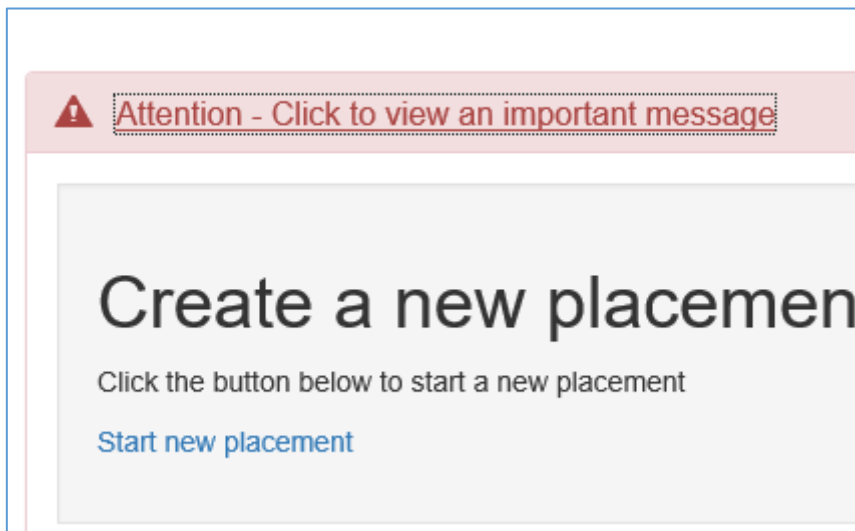 Attention - Click to view an important message
Create a new placemen
Click the button below to start a new placement
Start new placement